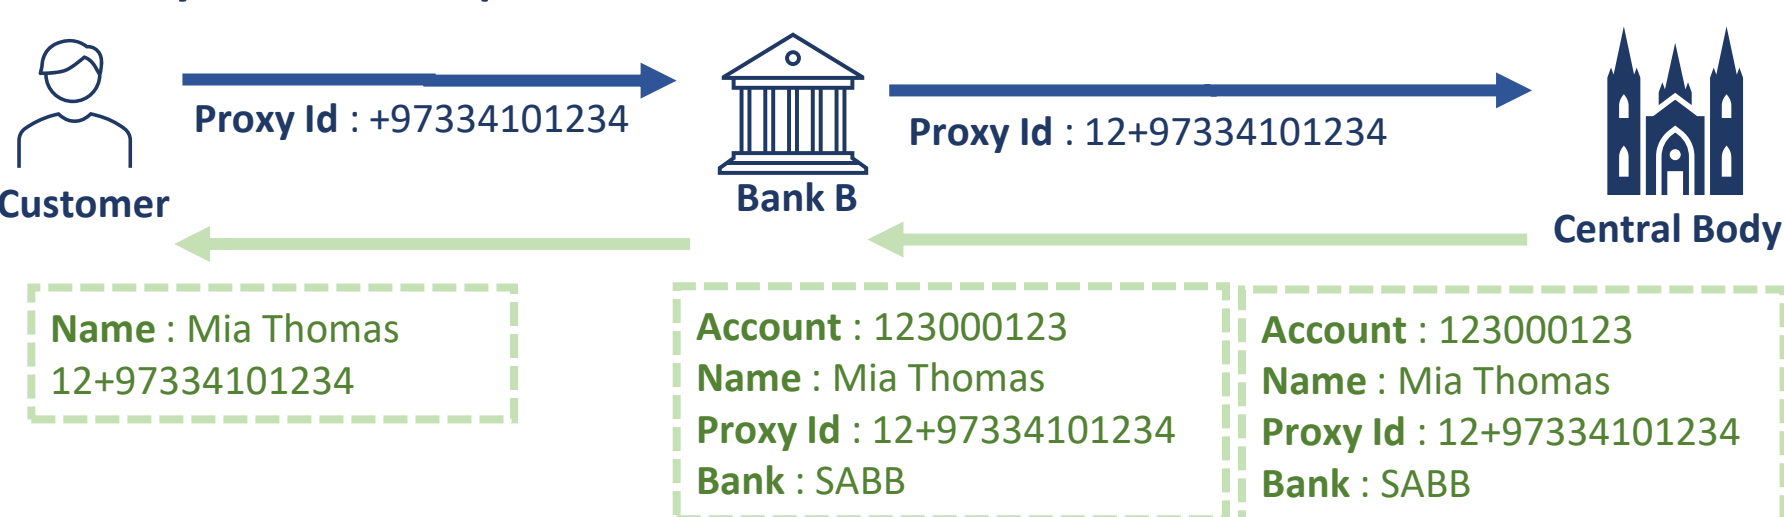 Proxy Id : +97334101234
Proxy Id : 12+97334101234
Customer
Bank B
Central Body
Name : Mia Thomas
12+97334101234
Account : 123000123
Name : Mia Thomas
Proxy Id : 12+97334101234
Bank : SABB
Account : 123000123
Name : Mia Thomas
Proxy Id : 12+97334101234
Bank : SABB